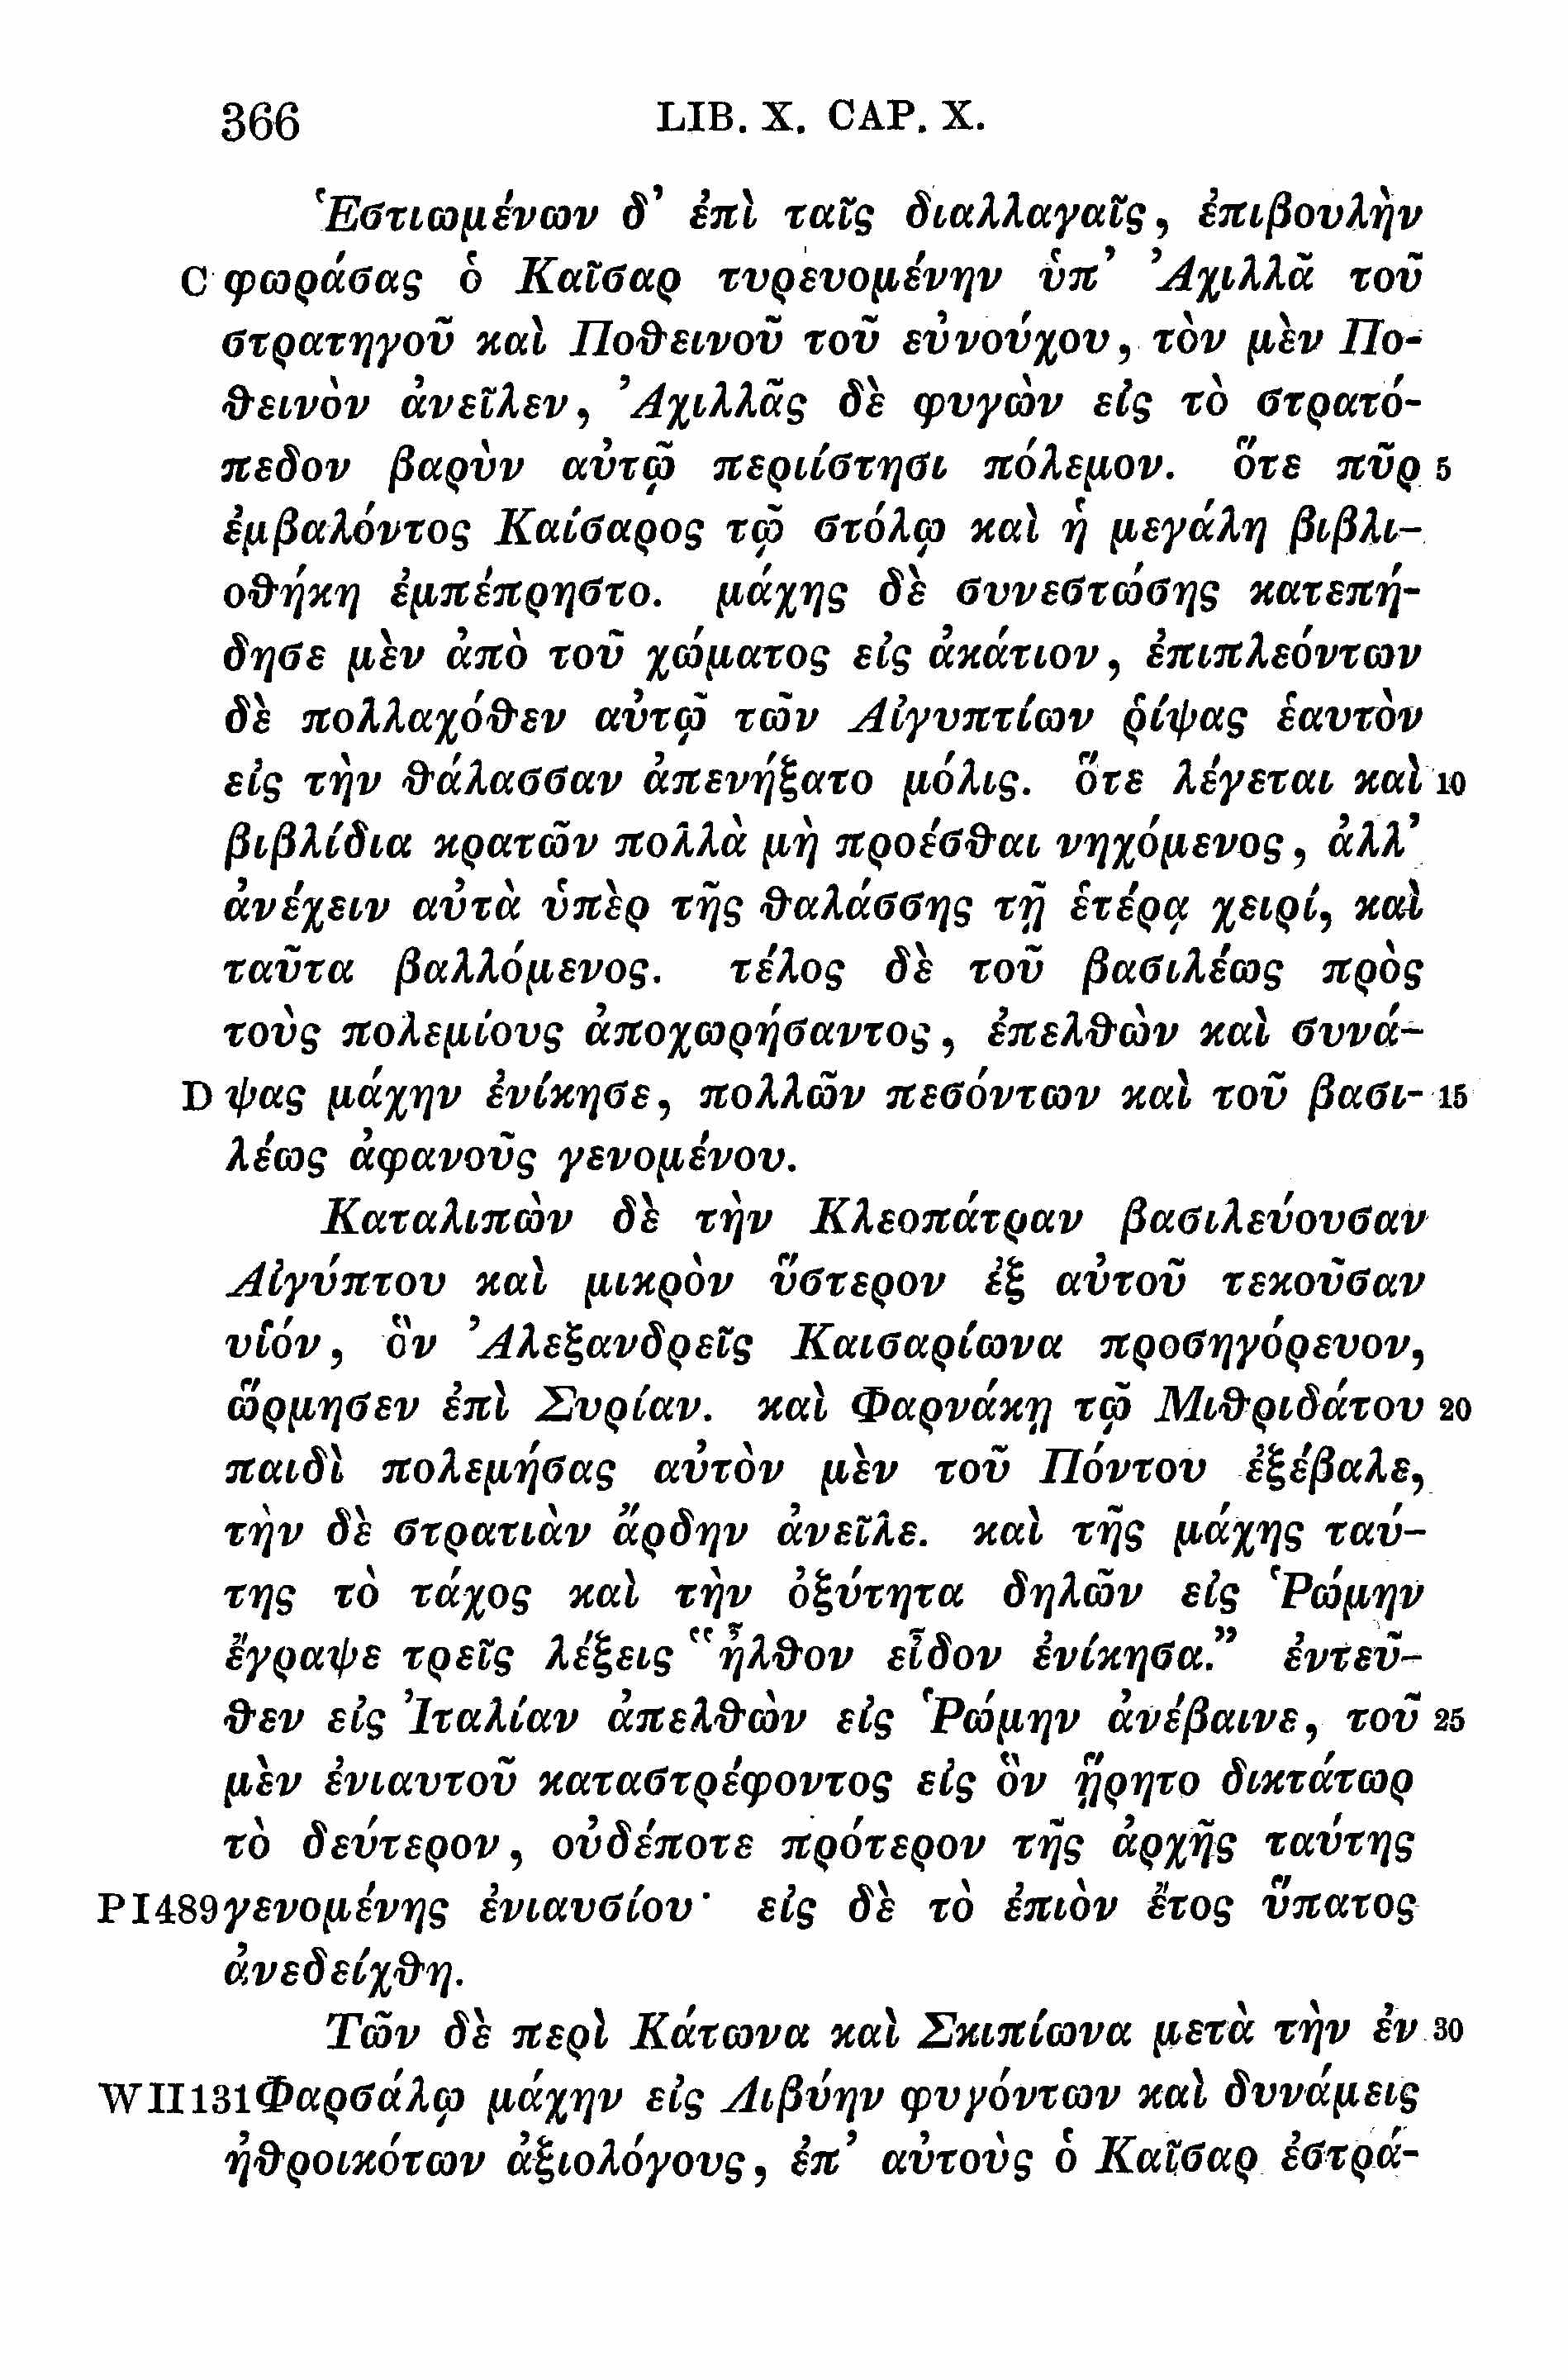 366 LIB. X. CAP. X.
Ἑστιωμένων δ᾽ ἐπὶ ταῖς διαλλαγαῖς, ἐπιβουλὴν
C φωράσας ὁ Καῖσαρ τυρευομένην ὑπ᾽ Ἀχιλλᾶ τοῦ
στρατηγοῦ καὶ Ποθεινοῦ τοῦ εὐνούχου, τὸν μὲν Πο-
θεινὸν ἀνεῖλεν, Ἀχιλλᾶς δὲ φυγὼν εἰς τὸ στρατό-
πεδον βαρὺν αὐτῷ περιίστησι πόλεμον. ὅτε πῦρ 5
ἐμβαλόντος Καίσαρος τῷ στόλῳ καὶ ἡ μεγάλη βιβλι-
οθήκη ἐμπέπρηστο. μάχης δὲ συνεστώσης κατεπή-
δησε μὲν ἀπὸ τοῦ χώματος εἰς ἀκάτιον, ἐπιπλεόντων
δὲ πολλαχόθεν αὐτῷ τῶν Αἰγυπτίων ῥίψας ἑαυτὸν
εἰς τὴν θάλασσαν ἀπενήξατο μόλις. ὅτε λέγεται καὶ 10
βιβλίδια κρατῶν πολλὰ μὴ προέσθαι νηχόμενος, ἀλλ᾽
ἀνέχειν αὐτὰ ὑπὲρ τῆς θαλάσσης τῇ ἑτέρᾳ χειρί, καὶ
ταῦτα βαλλόμενος. τέλος δὲ τοῦ βασιλέως πρὸς
τοὺς πολεμίους ἀποχωρήσαντος, ἐπελθὼν καὶ συνά-
D ψας μάχην ἐνίκησε, πολλῶν πεσόντων καὶ τοῦ βασι- 15
λέως ἀφανοῦς γενομένου.
Καταλιπὼν δὲ τὴν Κλεοπάτραν βασιλεύουσαν
Αἰγύπτου καὶ μικρὸν ὕστερον ἐξ αὐτοῦ τεκοῦσαν
υἱόν, ὃν Ἀλεξανδρεῖς Καισαρίωνα προσηγόρευον,
ὥρμησεν ἐπὶ Συρίαν. καὶ Φαρνάκῃ τῷ Μιθριδάτου 20
παιδὶ πολεμήσας αὐτὸν μὲν τοῦ Πόντου ἐξέβαλε,
τὴν δὲ στρατιὰν ἄρδην ἀνεῖλε. καὶ τῆς μάχης ταύ-
της τὸ τάχος καὶ τὴν ὀξύτητα δηλῶν εἰς Ῥώμην
ἔγραψε τρεῖς λέξεις “ἦλθον εἶδον ἐνίκησα.” ἐντεῦ-
θεν εἰς Ἰταλίαν ἀπελθὼν εἰς Ῥώμην ἀνέβαινε, τοῦ 25
μὲν ἐνιαυτοῦ καταστρέφοντος εἰς ὃν ᾕρητο δικτάτωρ
τὸ δεύτερον, οὐδέποτε πρότερον τῆς ἀρχῆς ταύτης
P I 489 γενομένης ἐνιαυσίου· εἰς δὲ τὸ ἐπιὸν ἔτος ὕπατος
ἀνεδείχθη.
Τῶν δὲ περὶ Κάτωνα καὶ Σκιπίωνα μετὰ τὴν ἐν 30
W II 131 Φαρσάλῳ μάχην εἰς Λιβύην φυγόντων καὶ δυνάμεις
ἠθροικότων ἀξιολόγους, ἐπ᾽ αὐτοὺς ὁ Καῖσαρ ἐστρά-